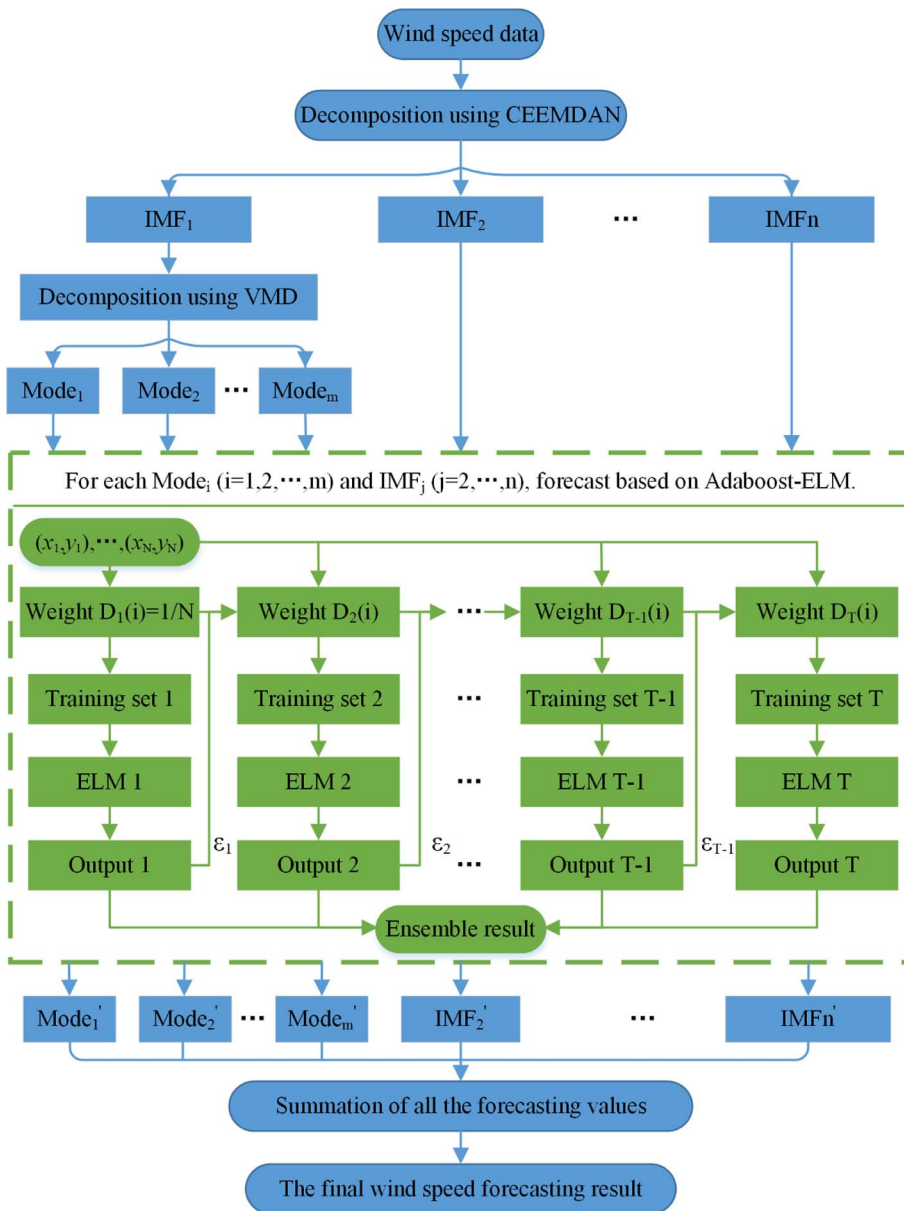 Wind speed data
Decomposition using CEEMDAN
IMF₁ IMF₂ ··· IMFn
Decomposition using VMD
Mode₁ Mode₂ ··· Modeₘ
For each Modeᵢ (i=1,2,···,m) and IMFⱼ (j=2,···,n), forecast based on Adaboost-ELM.
(x₁,y₁),···,(x_N,y_N)
Weight D₁(i)=1/N Weight D₂(i) ··· Weight D_T-1(i) Weight D_T(i)
Training set 1 Training set 2 ··· Training set T-1 Training set T
ELM 1 ELM 2 ··· ELM T-1 ELM T
ε₁ ε₂ ε_T-1
Output 1 Output 2 ··· Output T-1 Output T
Ensemble result
Mode₁' Mode₂' ··· Modeₘ' IMF₂' ··· IMFn'
Summation of all the forecasting values
The final wind speed forecasting result